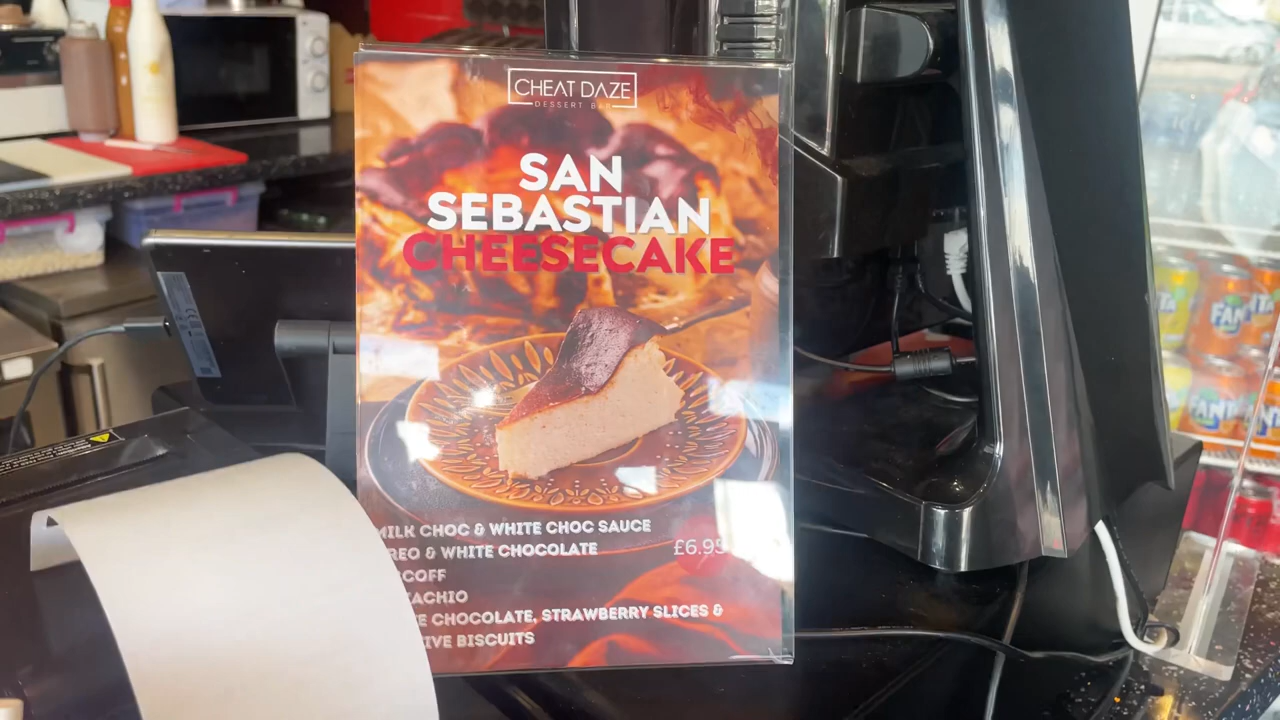 CHEAT DAZE
DESSERT BAR
SAN
SEBASTIAN
CHEESECAKE
MILK CHOC & WHITE CHOC SAUCE
REO & WHITE CHOCOLATE
£6.95
COFF
ACHIO
E CHOCOLATE, STRAWBERRY SLICES &
IVE BISCUITS
FANTA
FANTA